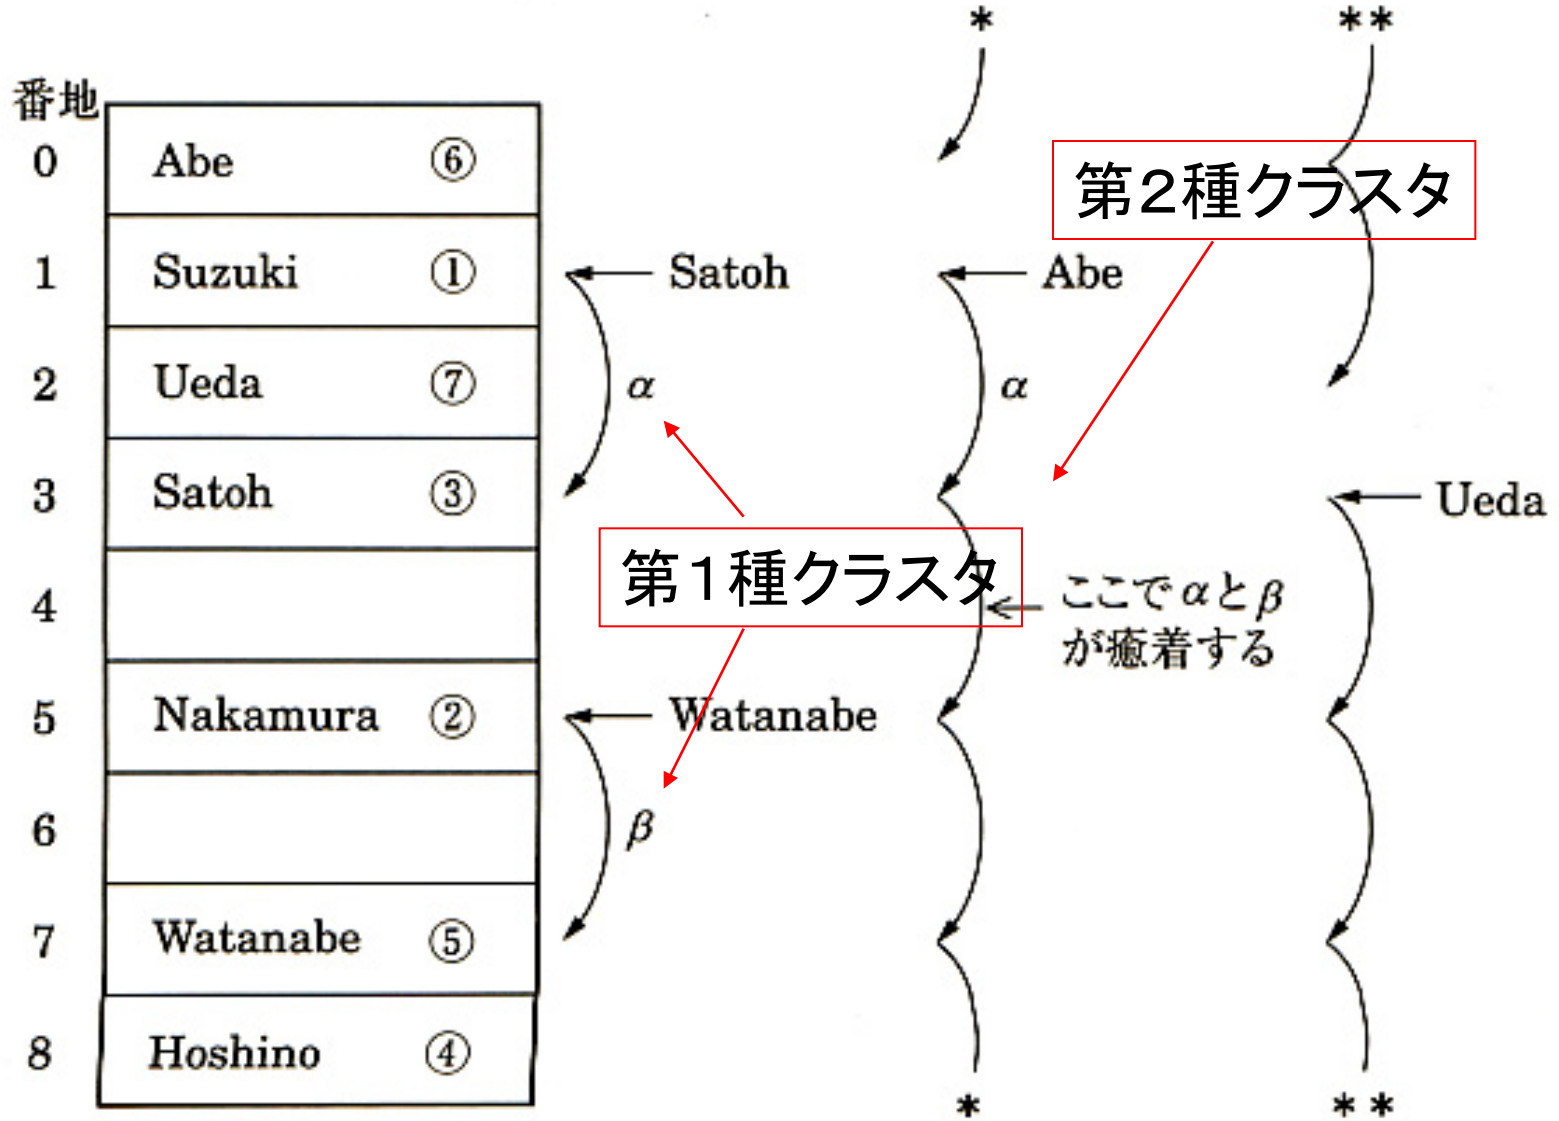 *
**
番地
0 Abe ⑥
第2種クラスタ
1 Suzuki ① Satoh Abe
2 Ueda ⑦ α α
3 Satoh ③ Ueda
第1種クラスタ
4
ここでαとβ
が癒着する
5 Nakamura ② Watanabe
6 β
7 Watanabe ⑤
8 Hoshino ④
*
**